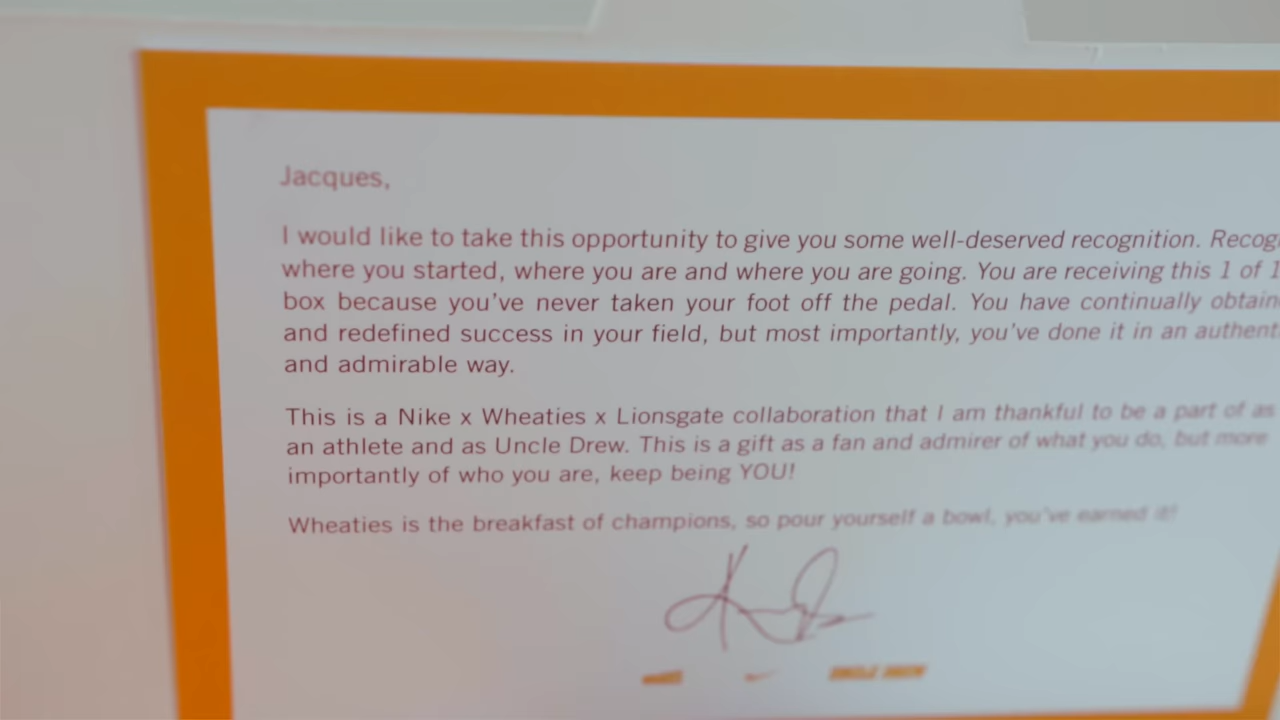 Jacques,
I would like to take this opportunity to give you some well-deserved recognition. Recog
where you started, where you are and where you are going. You are receiving this 1 of 1
box because you've never taken your foot off the pedal. You have continually obtain
and redefined success in your field, but most importantly, you've done it in an authent
and admirable way.
This is a Nike x Wheaties x Lionsgate collaboration that I am thankful to be a part of as
an athlete and as Uncle Drew. This is a gift as a fan and admirer of what you do, but more
importantly of who you are, keep being YOU!
Wheaties is the breakfast of champions, so pour yourself a bowl, you've earned it!
UNCLE DREW